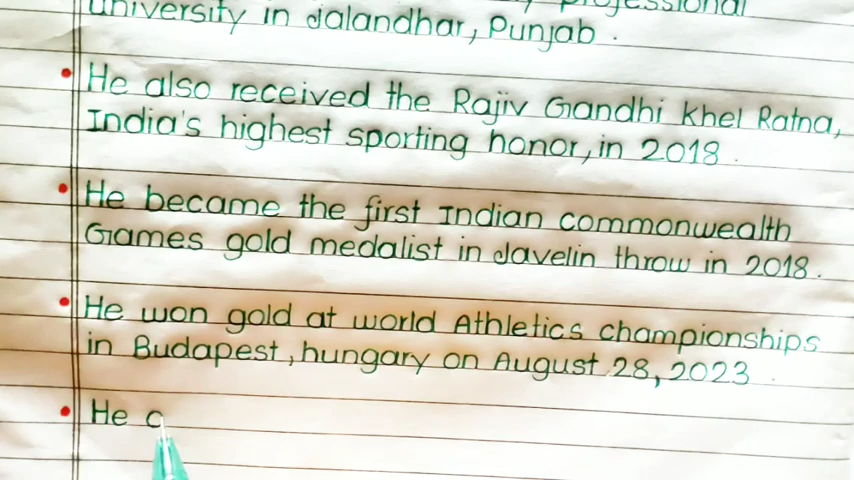 professional
university in Jalandhar, Punjab .
• He also received the Rajiv Gandhi khel Ratna,
India's highest sporting honor, in 2018 .
• He became the first Indian commonwealth
Games gold medalist in Javelin throw in 2018 .
• He won gold at world Athletics championships
in Budapest , hungary on August 28, 2023 .
• He